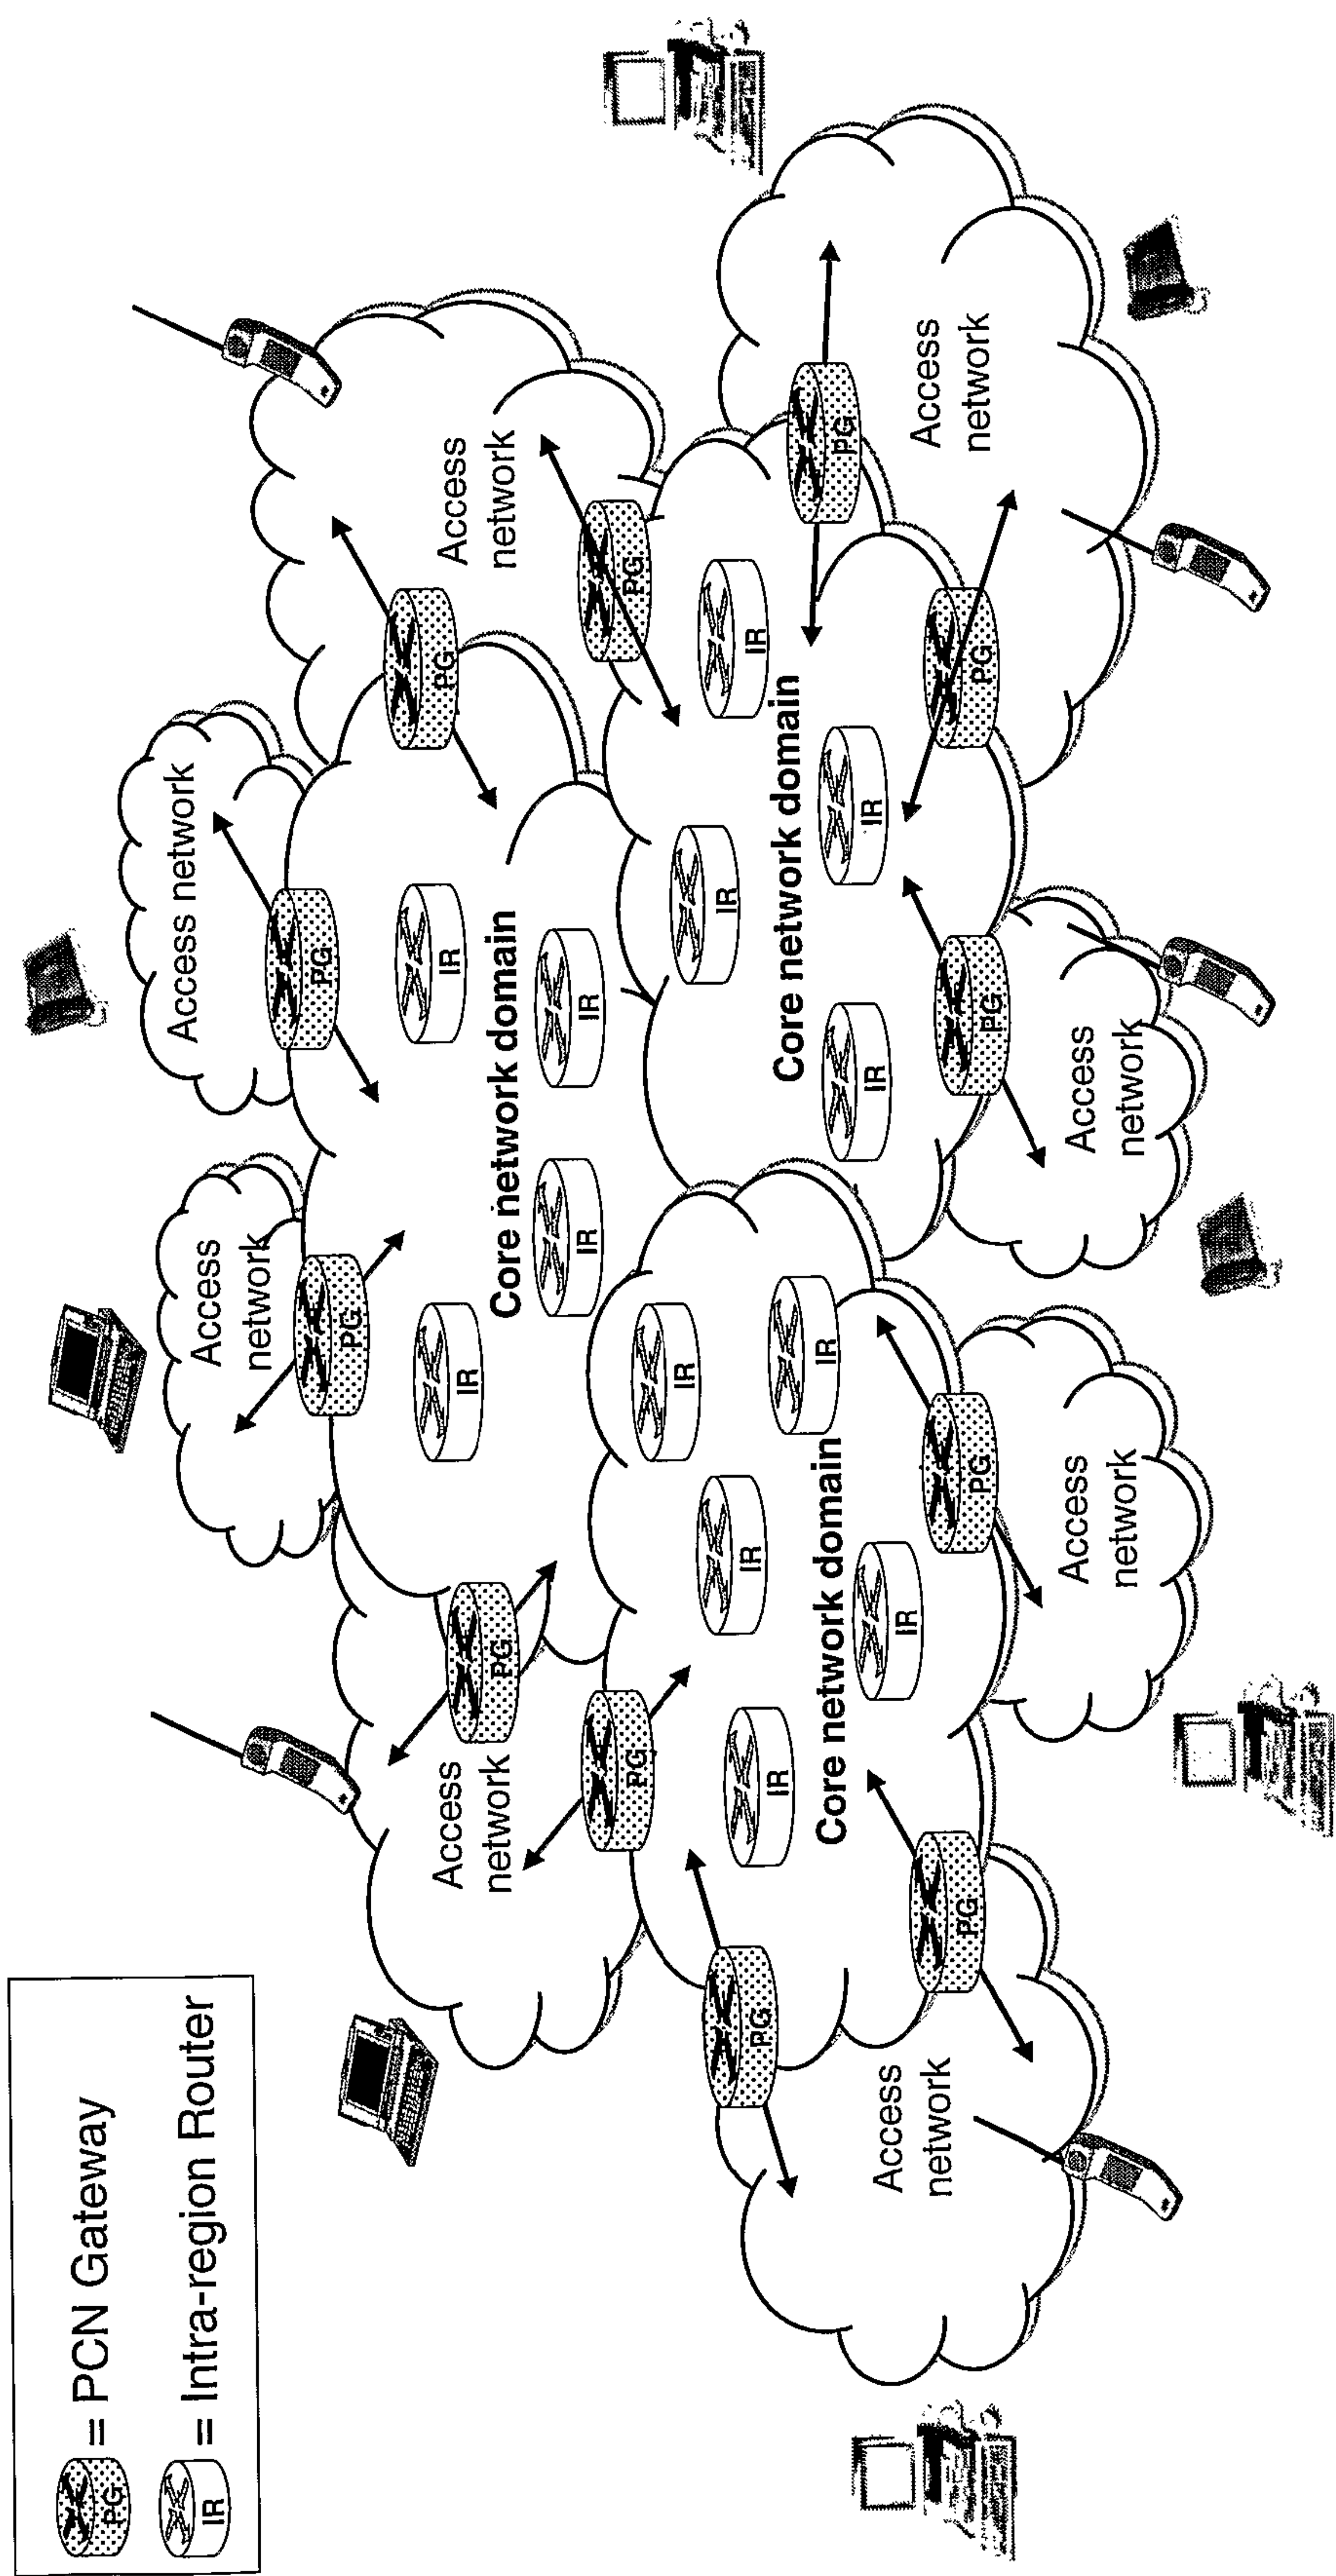 PG = PCN Gateway
IR = Intra-region Router
Access network
Access
network
PG
PG
PG
IR
Access
network
Access
network
IR
PG
Core network domain
IR
IR
PG
PG
IR
IR
IR
IR
PG
IR
Core network domain
IR
Core network domain
PG
IR
IR
IR
Access
network
Access
network
PG
PG
PG
PG
Access
network
Access
network